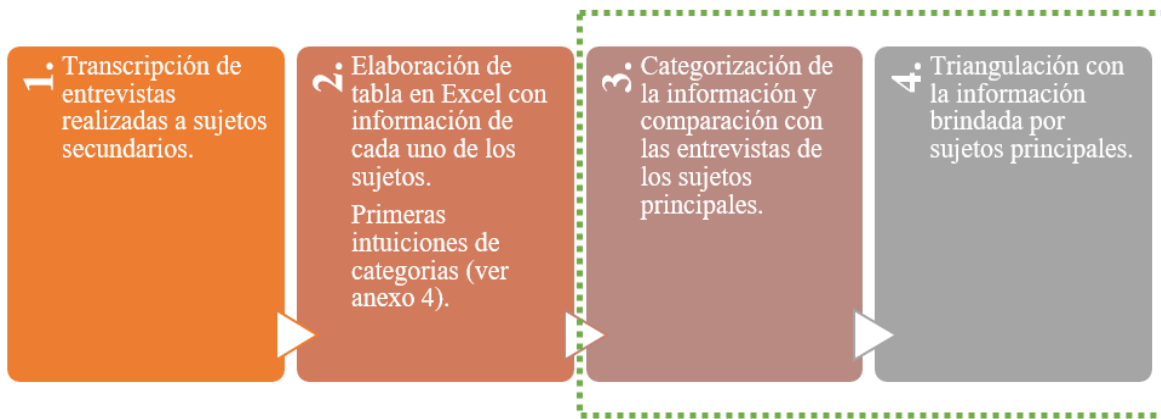 1.
Transcripción de
entrevistas
realizadas a sujetos
secundarios.
2.
Elaboración de
tabla en Excel con
información de
cada uno de los
sujetos.
Primeras
intuiciones de
categorias (ver
anexo 4).
3.
Categorización de
la información y
comparación con
las entrevistas de
los sujetos
principales.
4.
Triangulación con
la información
brindada por
sujetos principales.